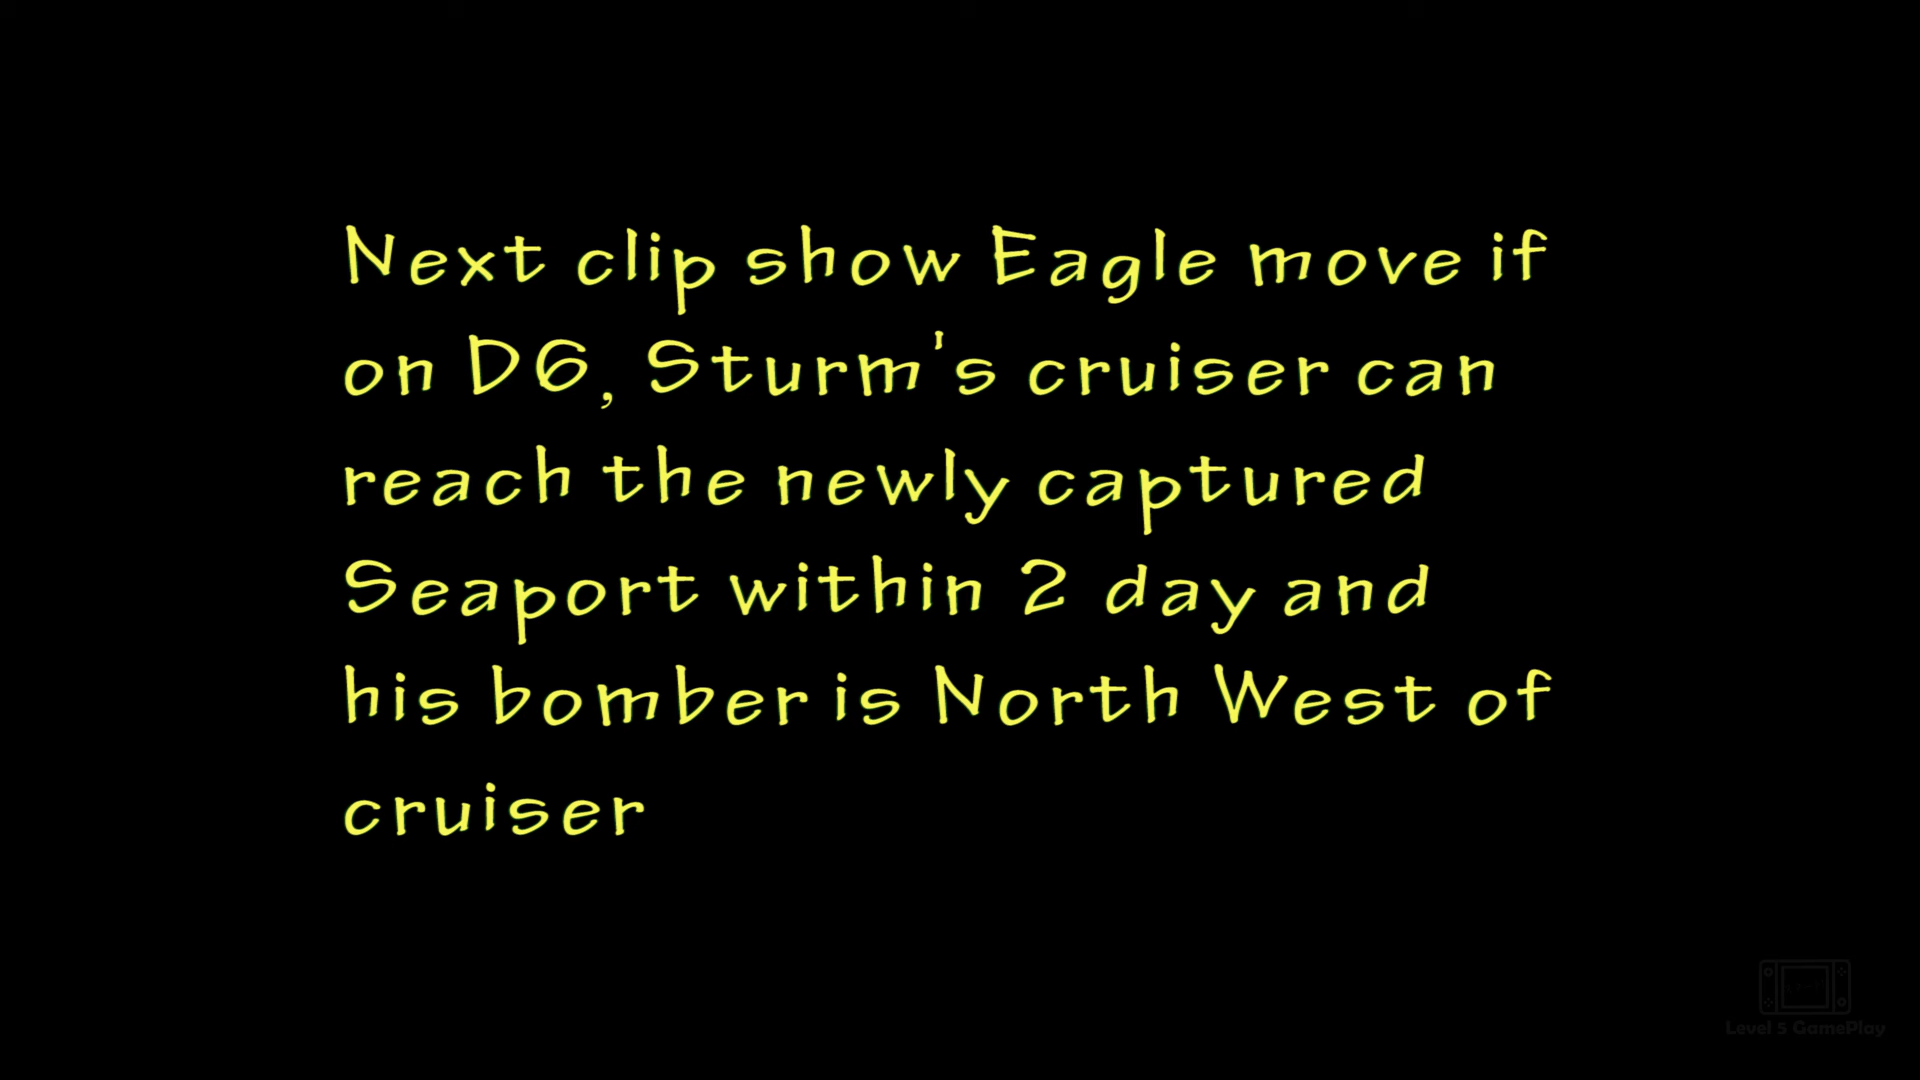 Next clip show Eagle move if
on D6, Sturm's cruiser can
reach the newly captured
Seaport within 2 day and
his bomber is North West of
cruiser
Level 5 GamePlay